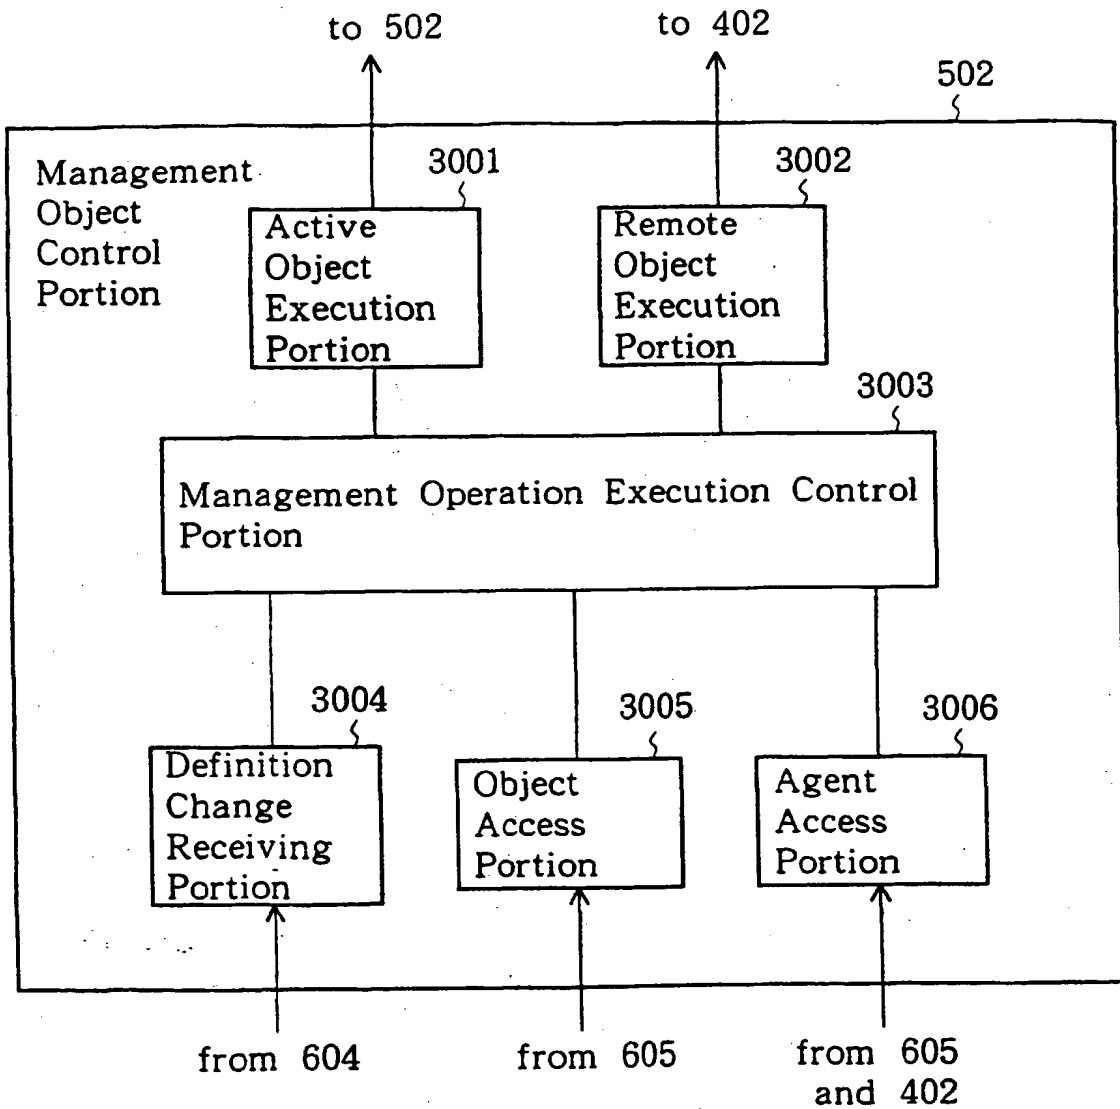 to 502
to 402
502
Management
Object
Control
Portion
3001
Active
Object
Execution
Portion
3002
Remote
Object
Execution
Portion
3003
Management Operation Execution Control
Portion
3004
Definition
Change
Receiving
Portion
3005
Object
Access
Portion
3006
Agent
Access
Portion
from 604
from 605
from 605
and 402